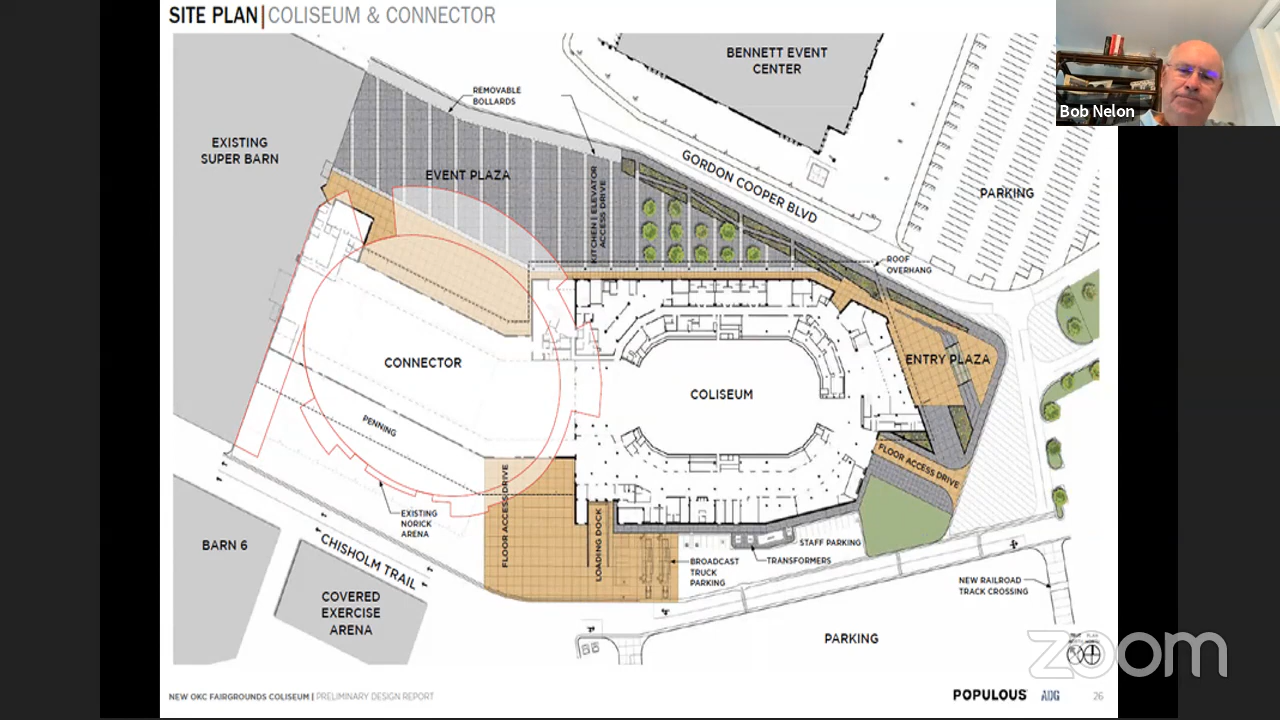 SITE PLAN|COLISEUM & CONNECTOR
Bob Nelon
BENNETT EVENT
CENTER
REMOVABLE
BOLLARDS
EXISTING
SUPER BARN
EVENT PLAZA
KITCHEN | ELEVATOR
ACCESS DRIVE
GORDON COOPER BLVD
PARKING
ROOF
OVERHANG
ENTRY PLAZA
CONNECTOR
COLISEUM
PENNING
FLOOR ACCESS DRIVE
FLOOR ACCESS DRIVE
LOADING DOCK
EXISTING
NORICK
ARENA
BARN 6
CHISHOLM TRAIL
COVERED
EXERCISE
ARENA
STAFF PARKING
TRANSFORMERS
BROADCAST
TRUCK
PARKING
NEW RAILROAD
TRACK CROSSING
PARKING
zoom
NEW OKC FAIRGROUNDS COLISEUM | PRELIMINARY DESIGN REPORT
POPULOUS ADG 26